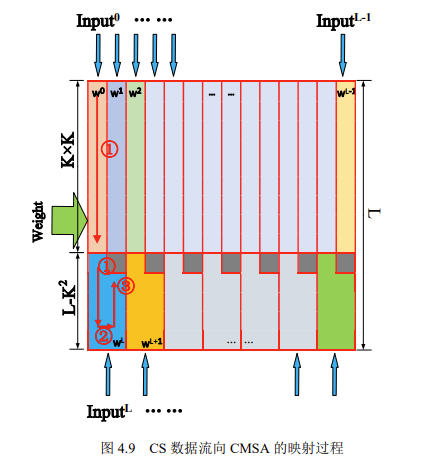 Input⁰ ... ... Input^L-1
w⁰ w¹ w² ... ... w^L-1
K×K
①
L
Weight
①
L-K²
③
②
w^L w^L+1 ... ...
Input^L ... ...
图 4.9 CS 数据流向 CMSA 的映射过程